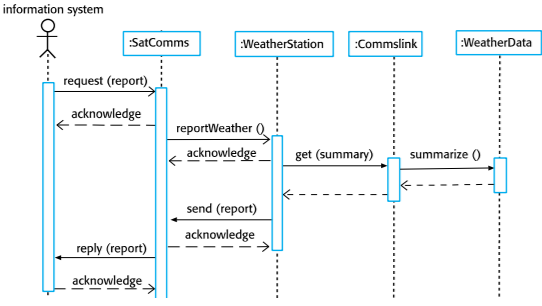 information system
:SatComms
:WeatherStation
:Commslink
:WeatherData
request (report)
acknowledge
reportWeather ()
acknowledge
get (summary)
summarize ()
send (report)
acknowledge
reply (report)
acknowledge